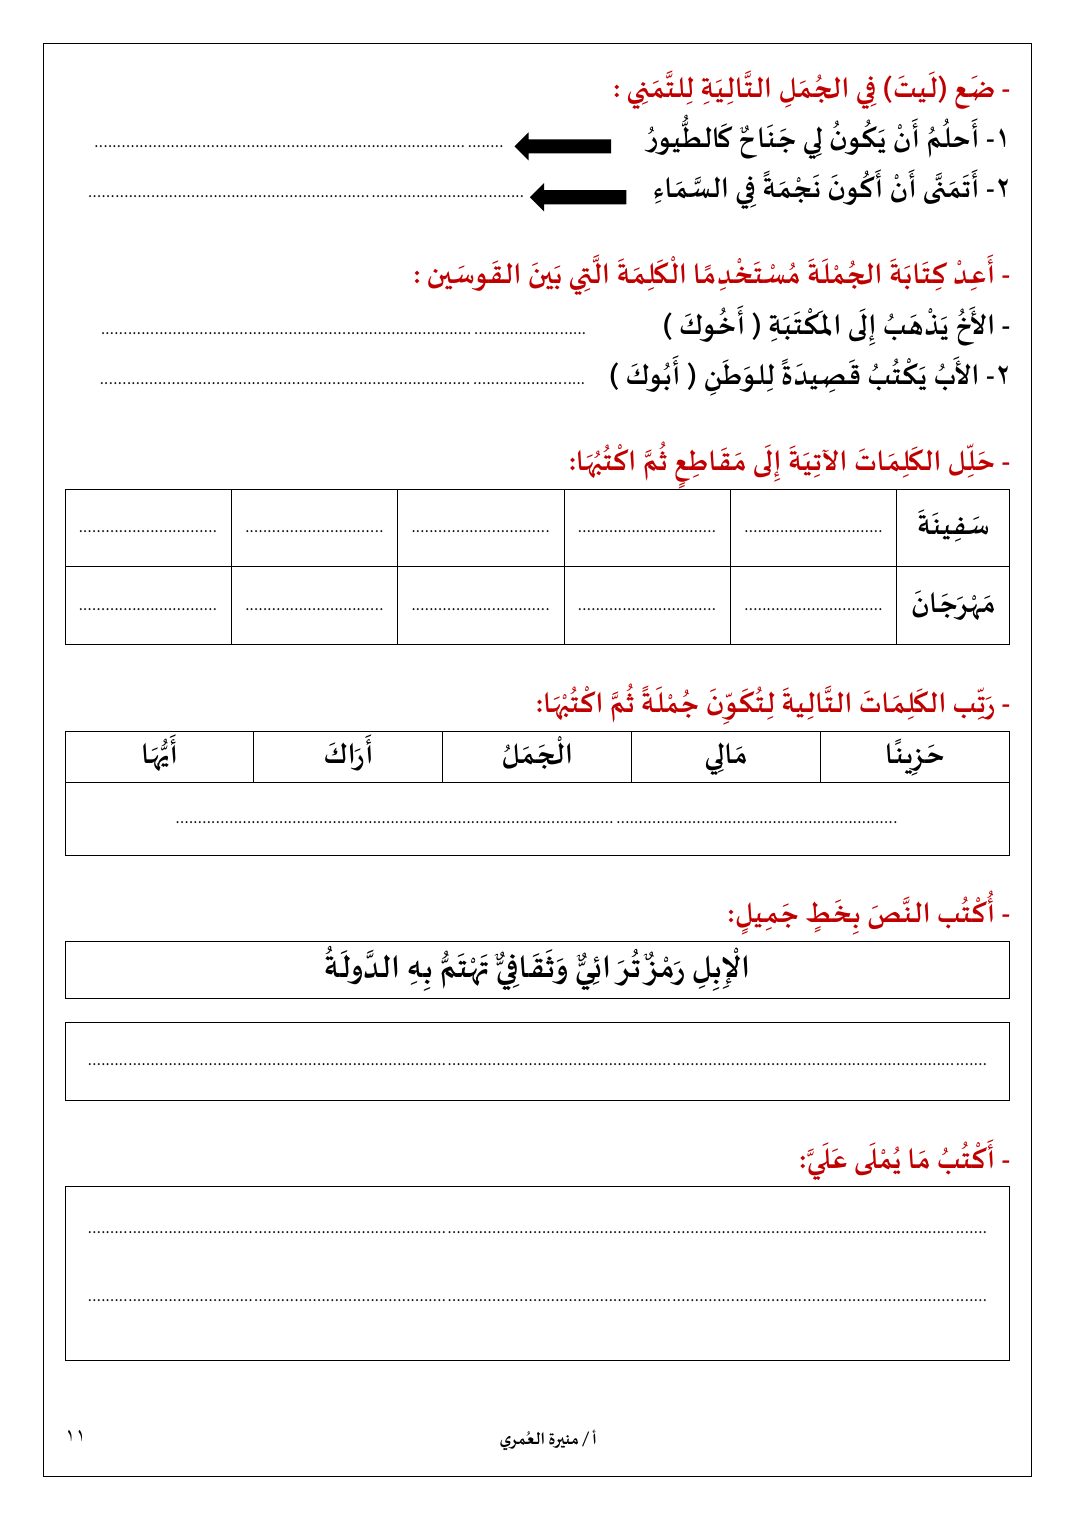 - ضَع (لَيتَ) فِي الجُمَلِ التَّالِيَةِ لِلتَّمَنِي :
١- أَحلُمُ أَنْ يَكُونُ لِي جَنَاحٌ كَالطُّيورُ ................................................
٢- أَتَمَنَّى أَنْ أَكُونَ نَجْمَةً فِي السَّمَاءِ ................................................
- أَعِدْ كِتَابَةَ الجُمْلَةَ مُسْتَخْدِمًا الْكَلِمَةَ الَّتِي بَينَ القَوسَين :
- الأَخُ يَذْهَبُ إِلَى المَكْتَبَةِ ( أَخُوكَ ) ................................................
٢- الأَبُ يَكْتُبُ قَصِيدَةً لِلوَطَنِ ( أَبُوكَ ) ................................................
- حَلِّل الكَلِمَاتَ الآتِيَةَ إِلَى مَقَاطِعٍ ثُمَّ اكْتُبُهَا:
سَفِينَةَ ............... ............... ............... ............... ...............
مَهْرَجَانَ ............... ............... ............... ............... ...............
- رَتِّب الكَلِمَاتَ التَّالِيةَ لِتُكَوِّنَ جُمْلَةً ثُمَّ اكْتُبْهَا:
حَزِينًا مَالِي الْجَمَلُ أَرَاكَ أَيُّهَا
................................................
- أُكْتُب النَّصَ بِخَطٍ جَمِيلٍ:
الْإِبِلِ رَمْزٌ تُرَ ائِيٌّ وَثَقَافِيٌّ تَهْتَمُّ بِهِ الدَّولَةُ
................................................
- أَكْتُبُ مَا يُمْلَى عَلَيَّ:
................................................
................................................
أ / منيرة العُمري
١١